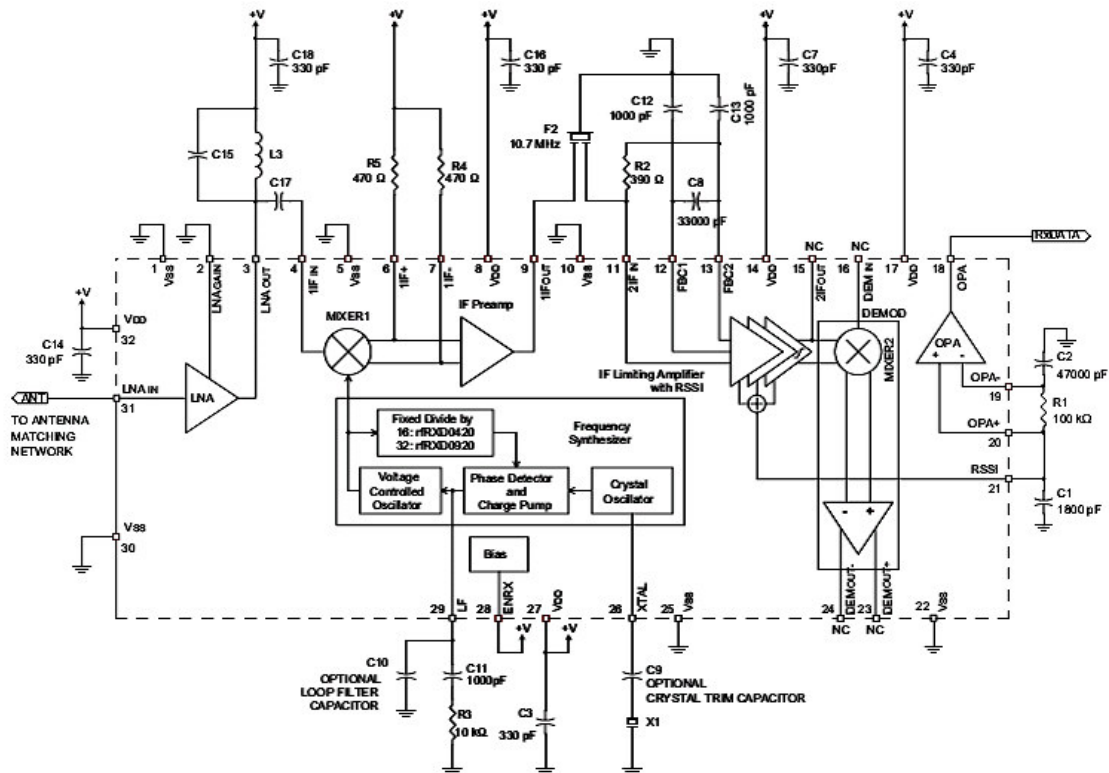 +V
+V
+V
+V
+V
C18
330 pF
C16
330 pF
C7
330pF
C4
330pF
C15
L3
C17
R5
470 Ω
R4
470 Ω
F2
10.7 MHz
C12
1000 pF
C13
1000 pF
R2
390 Ω
C8
33000 pF
NC
NC
RxDATA
1
2
3
4
5
6
7
8
9
10
11
12
13
14
15
16
17
18
VSS
LNAGAIN
LNA OUT
1IF IN
VSS
1IF+
1IF-
VDD
1IFOUT
VSS
2IF IN
FBC1
FBC2
VDD
2IFOUT
DEM IN
VDD
OPA
+V
VDD
32
C14
330 pF
MIXER1
IF Preamp
DEMOD
MIXER2
IF Limiting Amplifier
with RSSI
OPA
+ -
C2
47000 pF
OPA-
19
R1
100 kΩ
OPA+
20
ANT
LNAIN
31
LNA
TO ANTENNA
MATCHING
NETWORK
Fixed Divide by
16: rfRXD0420
32: rfRXD0920
Frequency
Synthesizer
Voltage
Controlled
Oscillator
Phase Detector
and
Charge Pump
Crystal
Oscillator
RSSI
21
C1
1800 pF
- +
VSS
30
Bias
DEMOUT-
DEMOUT+
29
LF
28
ENRX
27
VDD
26
XTAL
25
VSS
24
23
22
VSS
NC
NC
+V
+V
C10
OPTIONAL
LOOP FILTER
CAPACITOR
C11
1000pF
R3
10 kΩ
C3
330 pF
C9
OPTIONAL
CRYSTAL TRIM CAPACITOR
X1